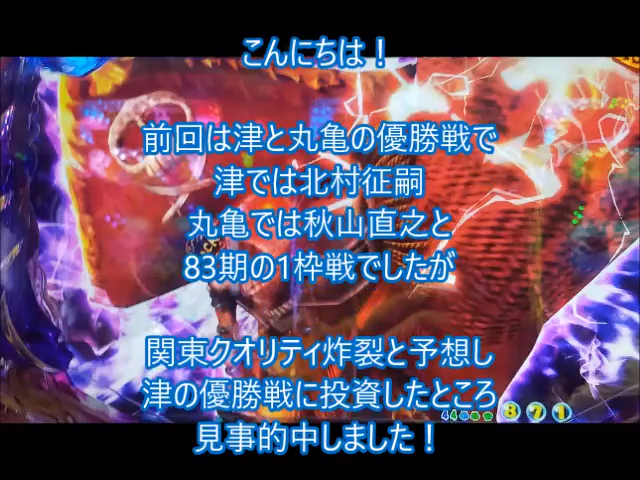 こんにちは！
前回は津と丸亀の優勝戦で
津では北村征嗣
丸亀では秋山直之と
83期の1枠戦でしたが
関東クオリティ炸裂と予想し
津の優勝戦に投資したところ
44
871
見事的中しました！